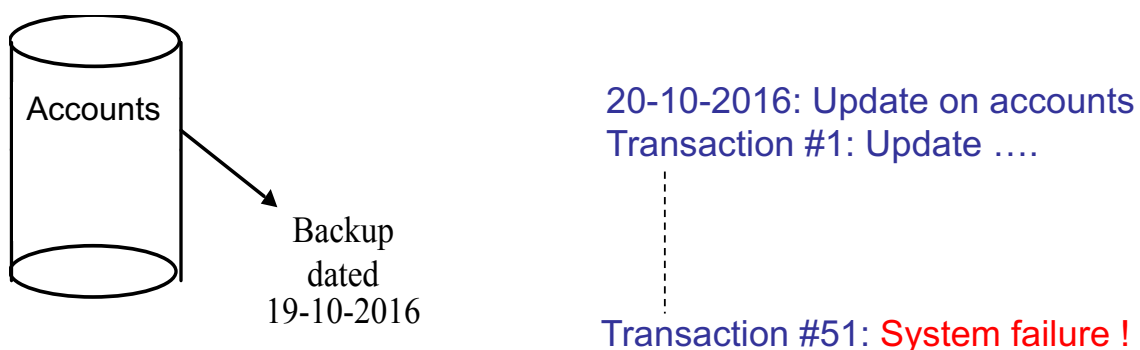 Accounts
Backup
dated
19-10-2016
20-10-2016: Update on accounts
Transaction #1: Update ….
Transaction #51: System failure !